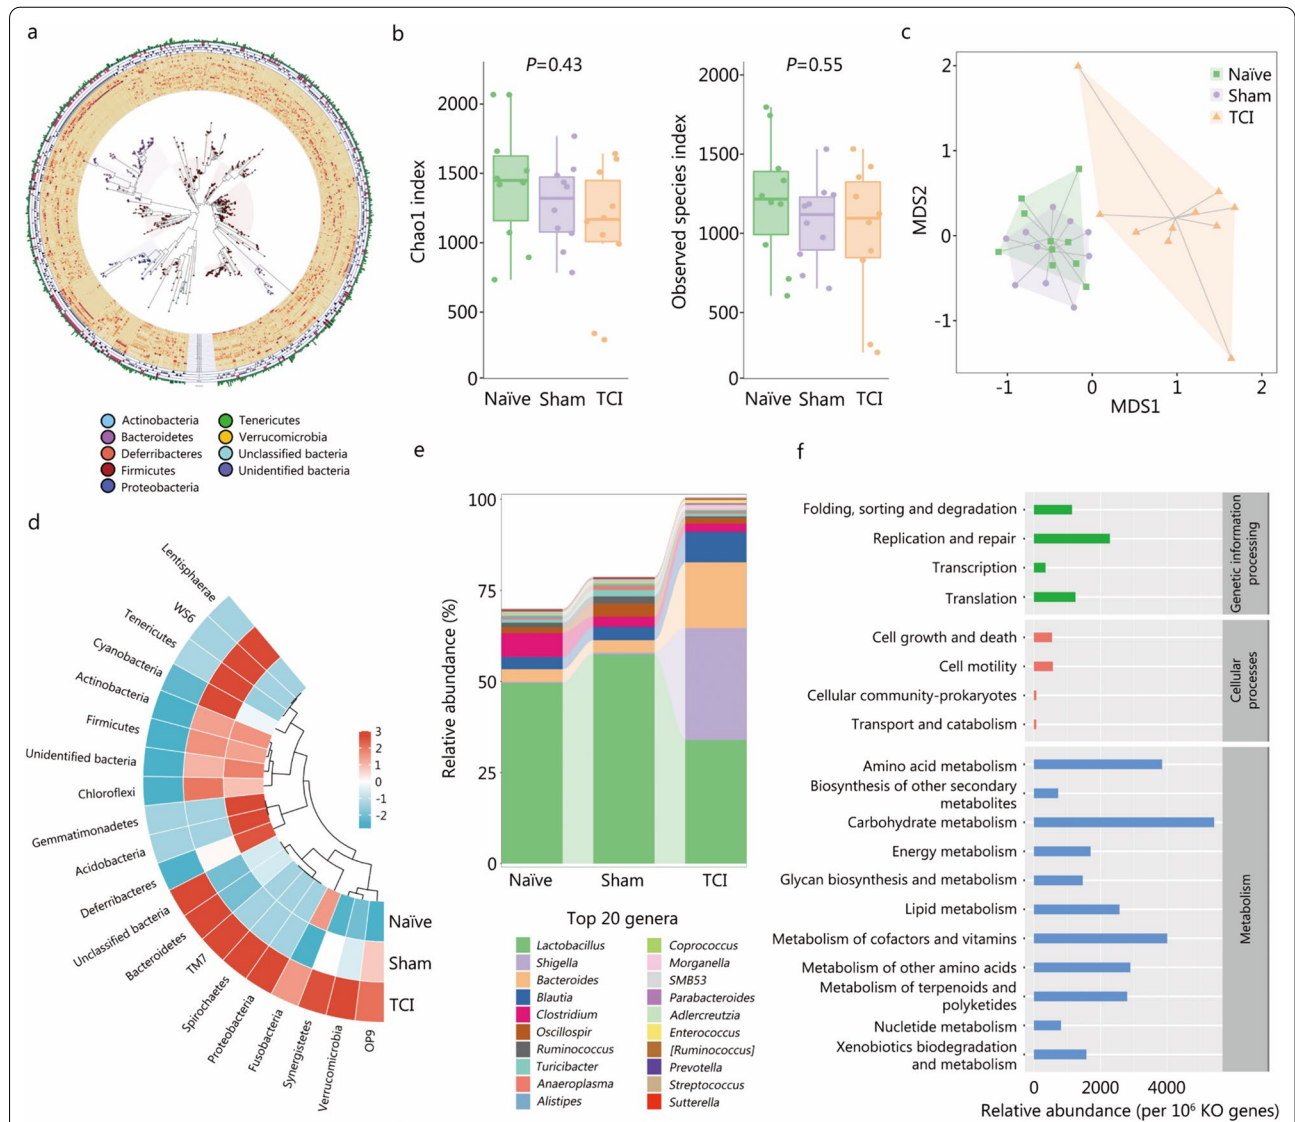 a
Actinobacteria
Bacteroidetes
Deferribacteres
Firmicutes
Proteobacteria
Tenericutes
Verrucomicrobia
Unclassified bacteria
Unidentified bacteria
b
P=0.43
Chao1 index
2000
1500
1000
500
0
Naïve Sham TCI
P=0.55
Observed species index
2000
1500
1000
500
0
Naïve Sham TCI
c
MDS2
2
1
0
-1
Naïve
Sham
TCI
-1 0 1 2
MDS1
d
Lentisphaerae
WS6
Tenericutes
Cyanobacteria
Actinobacteria
Firmicutes
Unidentified bacteria
Chloroflexi
Gemmatimonadetes
Acidobacteria
Deferribacteres
Unclassified bacteria
Bacteroidetes
TM7
Spirochaetes
Proteobacteria
Fusobacteria
Synergistetes
Verrucomicrobia
OP9
3
2
1
0
-1
-2
Naïve
Sham
TCI
e
Relative abundance (%)
100
75
50
25
0
Naïve Sham TCI
Top 20 genera
Lactobacillus
Shigella
Bacteroides
Blautia
Clostridium
Oscillospir
Ruminococcus
Turicibacter
Anaeroplasma
Alistipes
Coprococcus
Morganella
SMB53
Parabacteroides
Adlercreutzia
Enterococcus
[Ruminococcus]
Prevotella
Streptococcus
Sutterella
f
Folding, sorting and degradation
Replication and repair
Transcription
Translation
Genetic information
processing
Cell growth and death
Cell motility
Cellular community-prokaryotes
Transport and catabolism
Cellular
processes
Amino acid metabolism
Biosynthesis of other secondary
metabolites
Carbohydrate metabolism
Energy metabolism
Glycan biosynthesis and metabolism
Lipid metabolism
Metabolism of cofactors and vitamins
Metabolism of other amino acids
Metabolism of terpenoids and
polyketides
Nucletide metabolism
Xenobiotics biodegradation
and metabolism
Metabolism
0 2000 4000
Relative abundance (per 10⁶ KO genes)